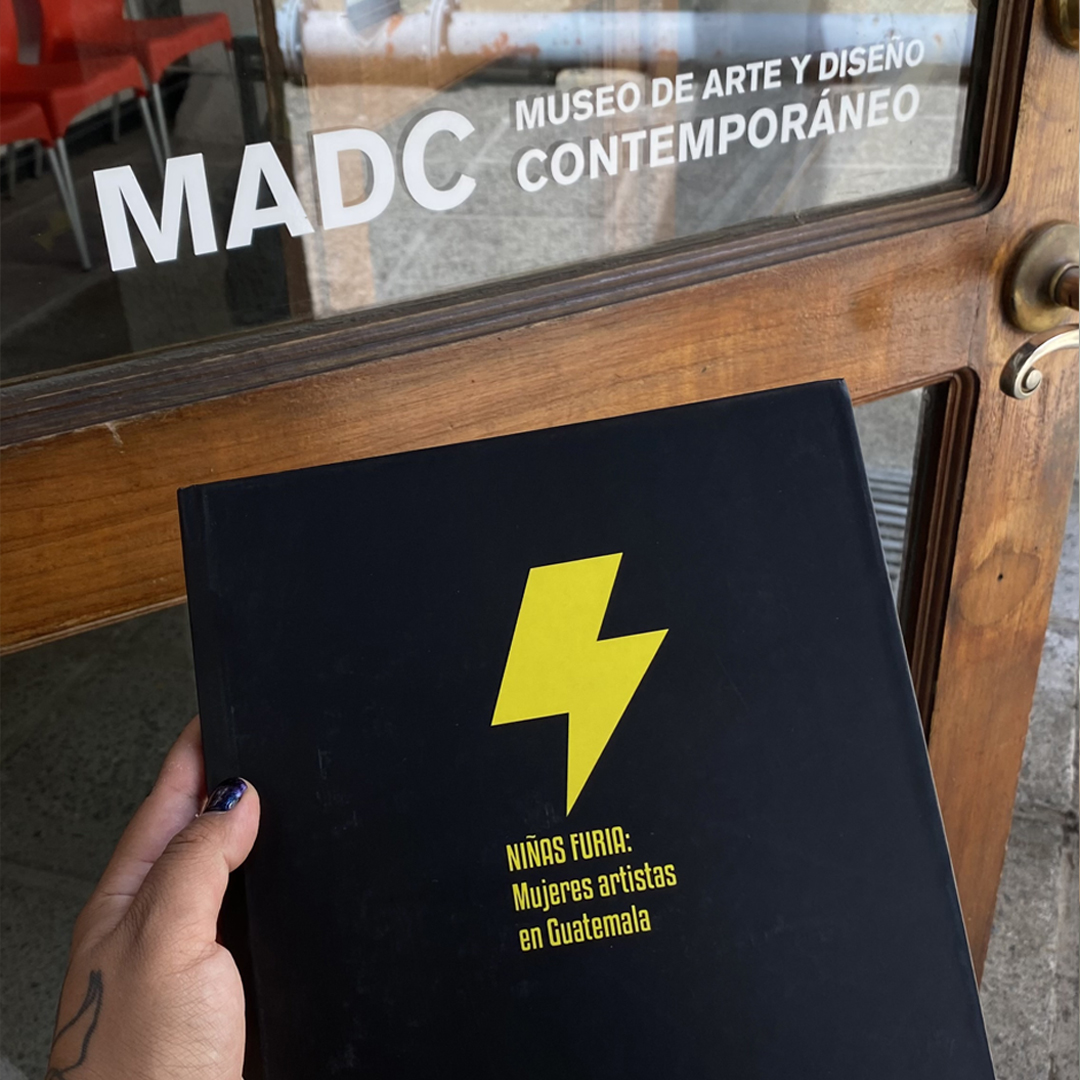 MADC
MUSEO DE ARTE Y DISEÑO
CONTEMPORÁNEO
NIÑAS FURIA:
Mujeres artistas
en Guatemala